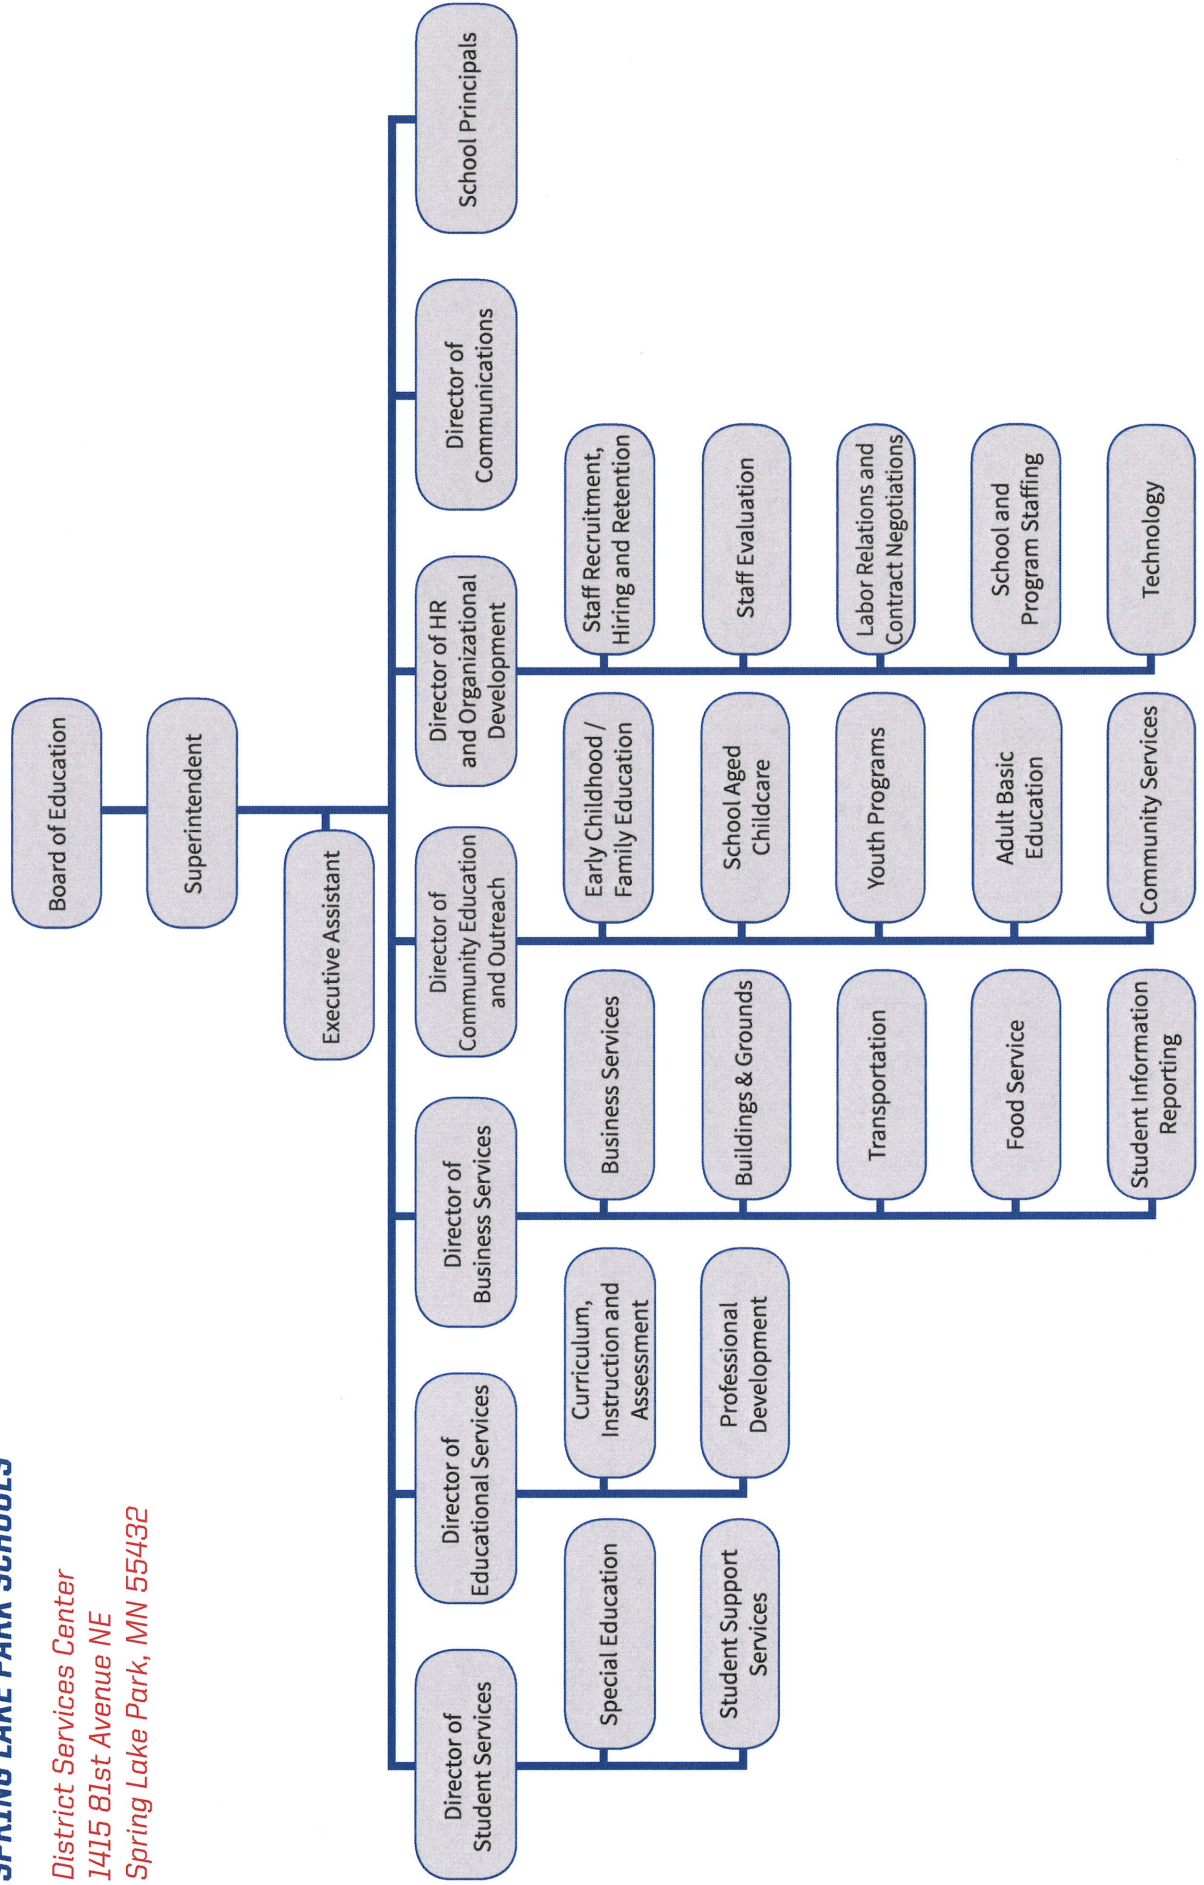 SPRING LAKE PARK SCHOOLS
District Services Center
1415 81st Avenue NE
Spring Lake Park, MN 55432
Board of Education
Superintendent
Executive Assistant
Director of
Student Services
Director of
Educational Services
Director of
Business Services
Director of
Community Education
and Outreach
Director of HR
and Organizational
Development
Director of
Communications
School Principals
Special Education
Student Support
Services
Curriculum,
Instruction and
Assessment
Professional
Development
Business Services
Buildings & Grounds
Transportation
Food Service
Student Information
Reporting
Early Childhood /
Family Education
School Aged
Childcare
Youth Programs
Adult Basic
Education
Community Services
Staff Recruitment,
Hiring and Retention
Staff Evaluation
Labor Relations and
Contract Negotiations
School and
Program Staffing
Technology